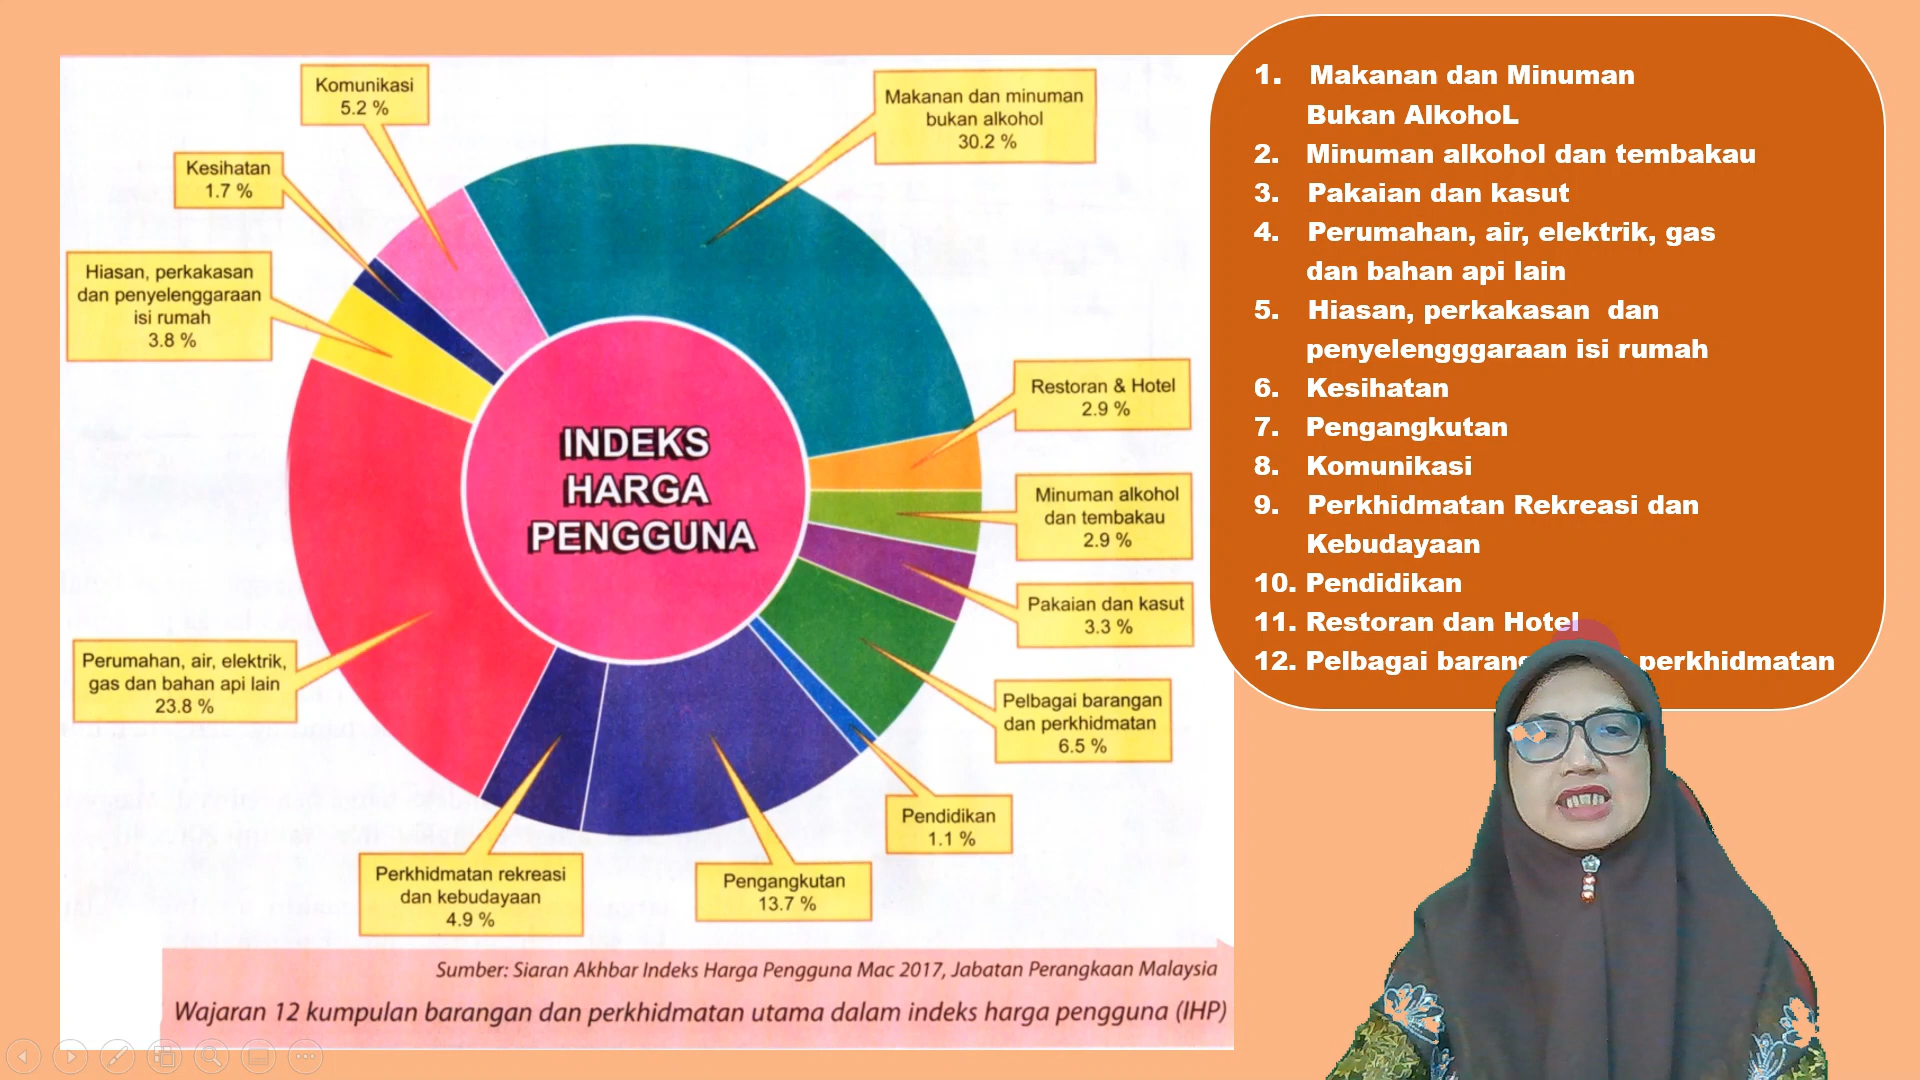 Komunikasi
5.2 %
Makanan dan minuman
bukan alkohol
30.2 %
Kesihatan
1.7 %
Hiasan, perkakasan
dan penyelenggaraan
isi rumah
3.8 %
Restoran & Hotel
2.9 %
INDEKS
HARGA
PENGGUNA
Minuman alkohol
dan tembakau
2.9 %
Pakaian dan kasut
3.3 %
Perumahan, air, elektrik,
gas dan bahan api lain
23.8 %
Pelbagai barangan
dan perkhidmatan
6.5 %
Pendidikan
1.1 %
Perkhidmatan rekreasi
dan kebudayaan
4.9 %
Pengangkutan
13.7 %
Sumber: Siaran Akhbar Indeks Harga Pengguna Mac 2017, Jabatan Perangkaan Malaysia
Wajaran 12 kumpulan barangan dan perkhidmatan utama dalam indeks harga pengguna (IHP)
1. Makanan dan Minuman
Bukan AlkohoL
2. Minuman alkohol dan tembakau
3. Pakaian dan kasut
4. Perumahan, air, elektrik, gas
dan bahan api lain
5. Hiasan, perkakasan dan
penyelengggaraan isi rumah
6. Kesihatan
7. Pengangkutan
8. Komunikasi
9. Perkhidmatan Rekreasi dan
Kebudayaan
10. Pendidikan
11. Restoran dan Hotel
12. Pelbagai perkhidmatan